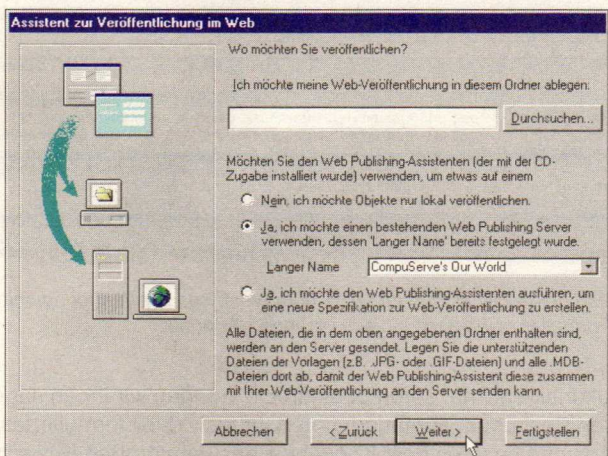 Assistent zur Veröffentlichung im Web
Wo möchten Sie veröffentlichen?
Ich möchte meine Web-Veröffentlichung in diesem Ordner ablegen:
Durchsuchen...
Möchten Sie den Web Publishing-Assistenten (der mit der CD-
Zugabe installiert wurde) verwenden, um etwas auf einem
Nein, ich möchte Objekte nur lokal veröffentlichen.
Ja, ich möchte einen bestehenden Web Publishing Server
verwenden, dessen 'Langer Name' bereits festgelegt wurde.
Langer Name CompuServe's Our World
Ja, ich möchte den Web Publishing-Assistenten ausführen, um
eine neue Spezifikation zur Web-Veröffentlichung zu erstellen.
Alle Dateien, die in dem oben angegebenen Ordner enthalten sind,
werden an den Server gesendet. Legen Sie die unterstützenden
Dateien der Vorlagen (z.B. .JPG- oder .GIF-Dateien) und alle .MDB-
Dateien dort ab, damit der Web Publishing-Assistent diese zusammen
mit Ihrer Web-Veröffentlichung an den Server senden kann.
Abbrechen < Zurück Weiter > Fertigstellen